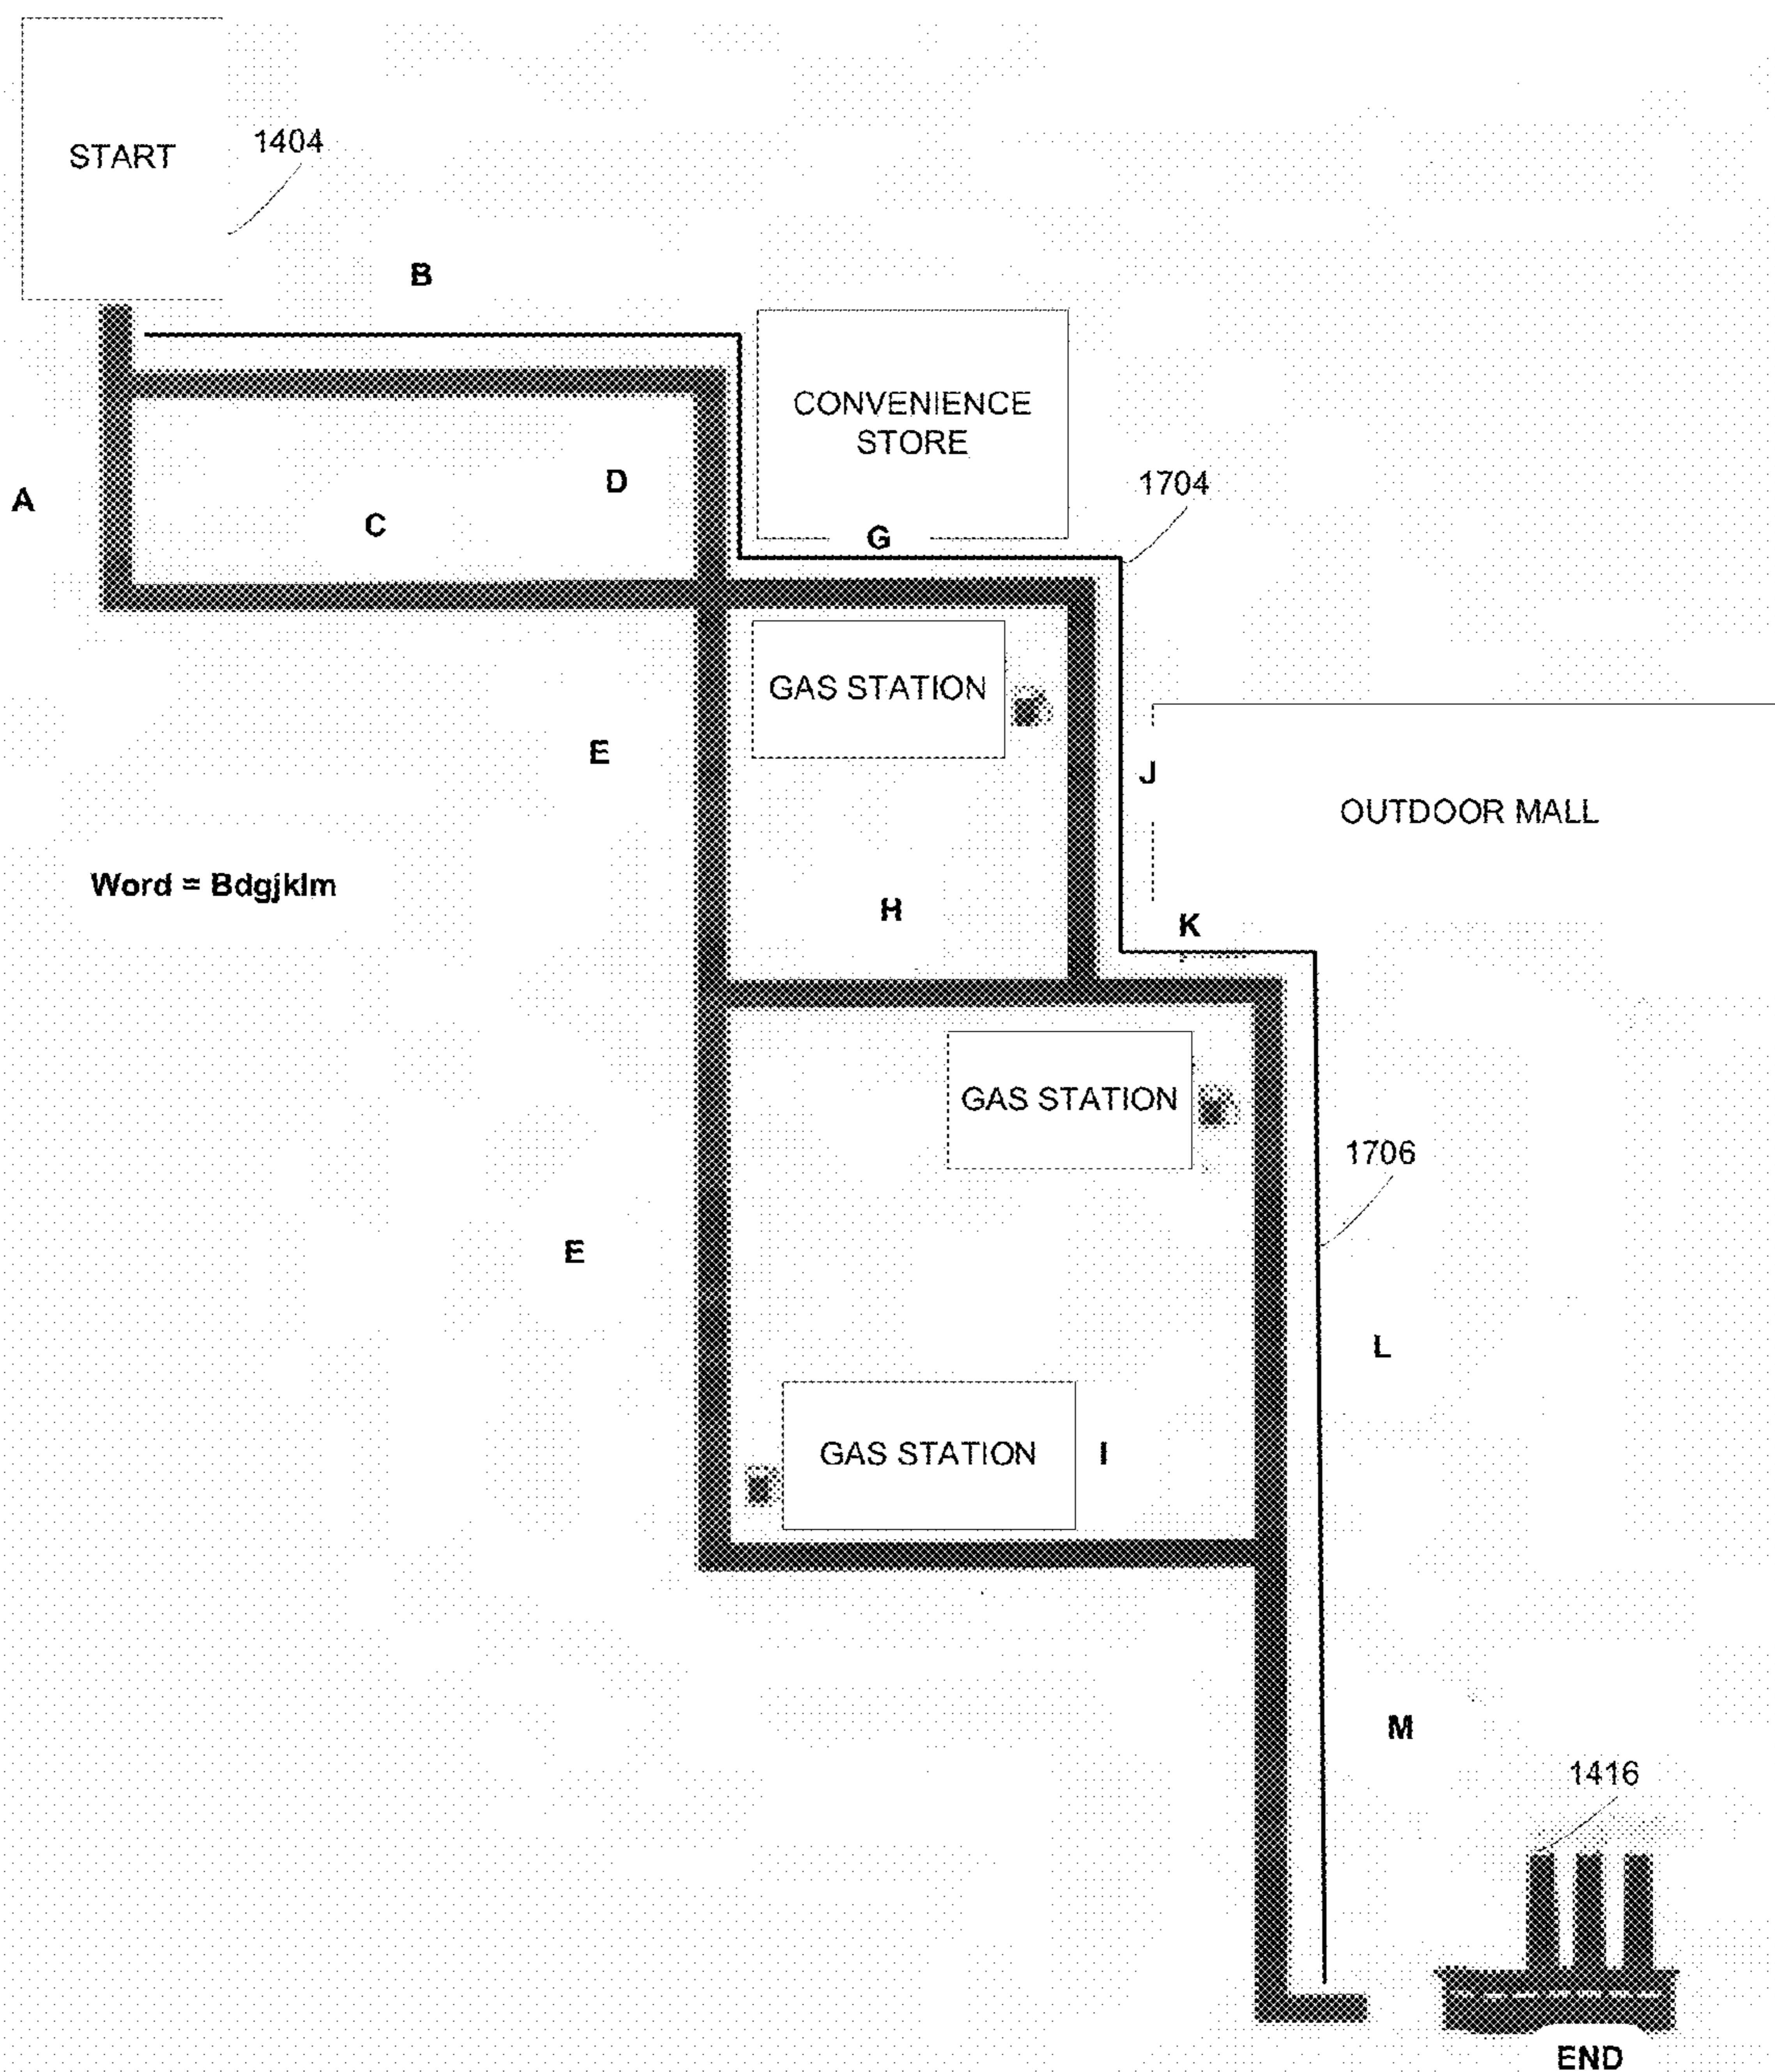 START
1404
B
CONVENIENCE
STORE
A
C
D
G
1704
GAS STATION
E
J
OUTDOOR MALL
Word = Bdgjklm
H
K
GAS STATION
1706
E
L
GAS STATION
I
M
1416
END